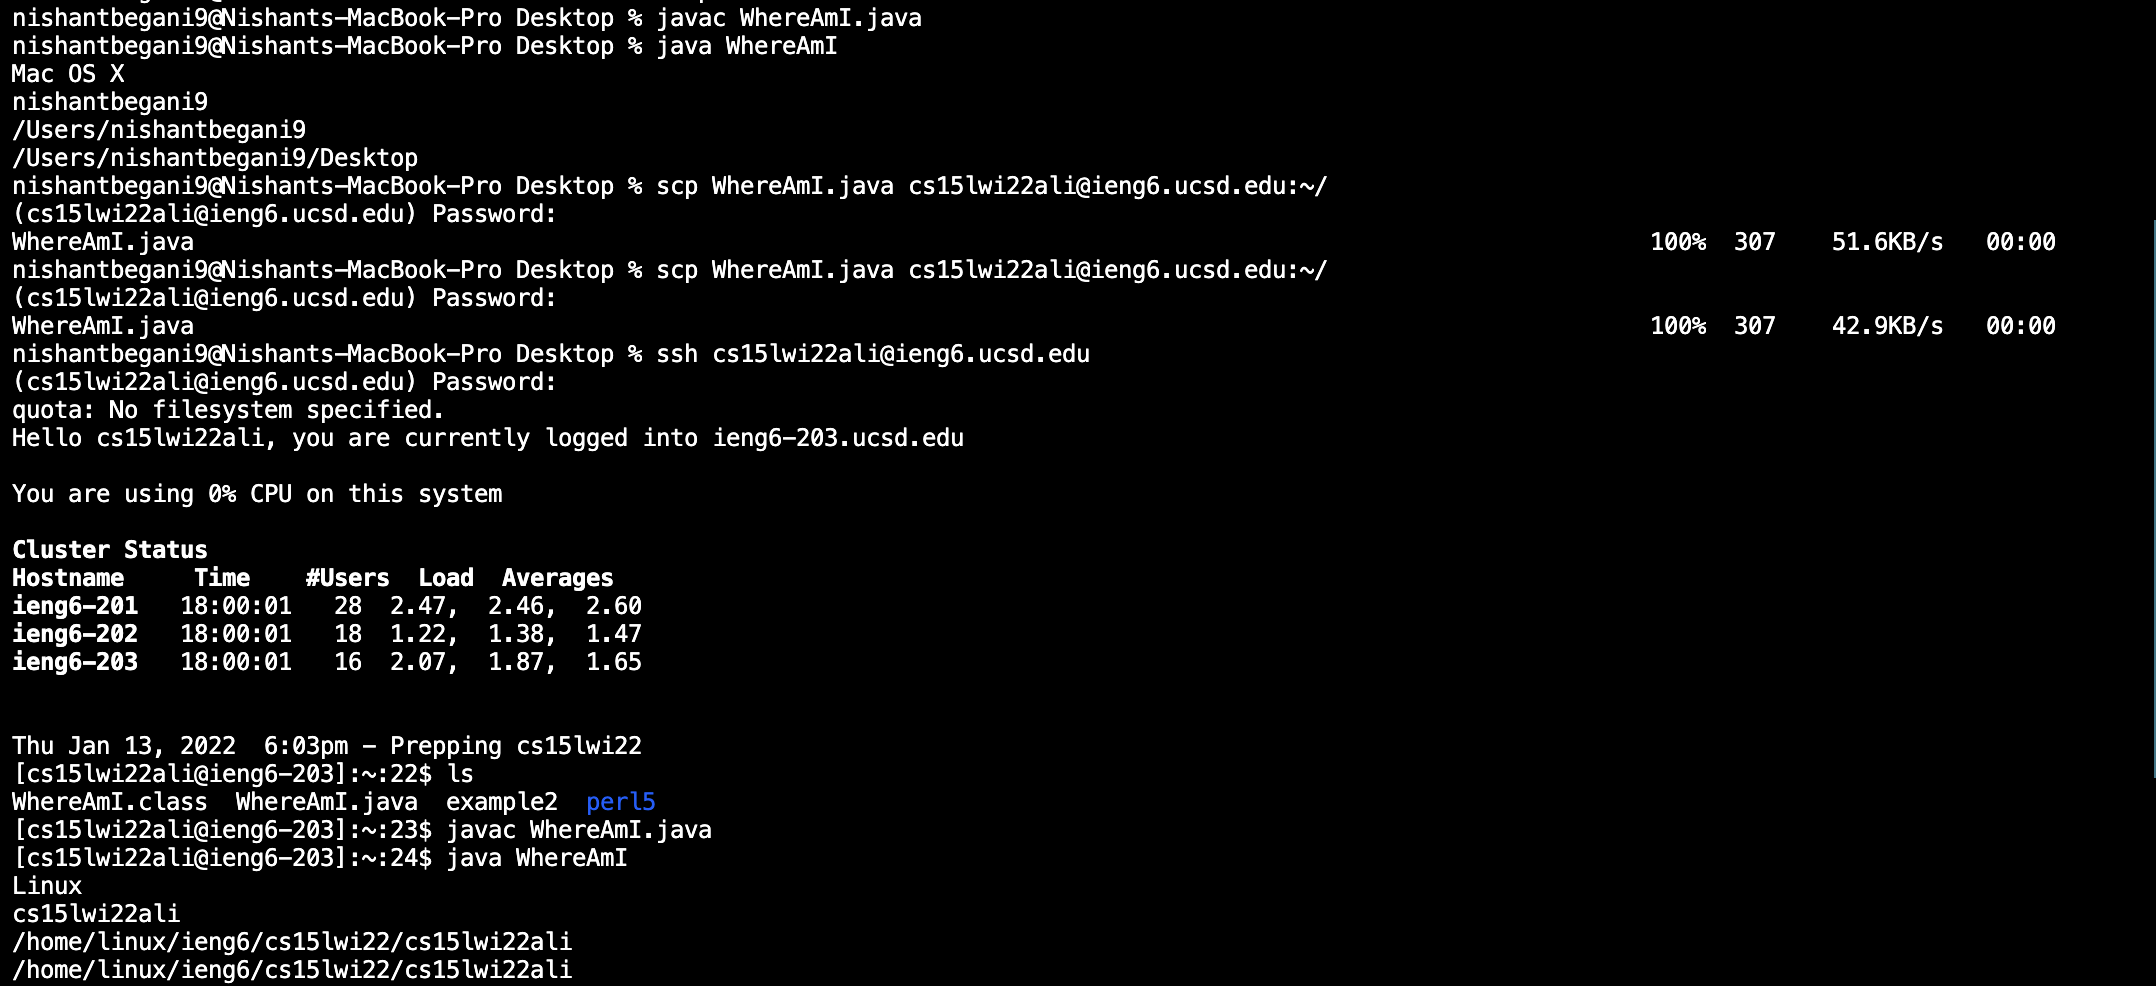 nishantbegani9@Nishants-MacBook-Pro Desktop % javac WhereAmI.java
nishantbegani9@Nishants-MacBook-Pro Desktop % java WhereAmI
Mac OS X
nishantbegani9
/Users/nishantbegani9
/Users/nishantbegani9/Desktop
nishantbegani9@Nishants-MacBook-Pro Desktop % scp WhereAmI.java cs15lwi22ali@ieng6.ucsd.edu:~/
(cs15lwi22ali@ieng6.ucsd.edu) Password:
WhereAmI.java 100% 307 51.6KB/s 00:00
nishantbegani9@Nishants-MacBook-Pro Desktop % scp WhereAmI.java cs15lwi22ali@ieng6.ucsd.edu:~/
(cs15lwi22ali@ieng6.ucsd.edu) Password:
WhereAmI.java 100% 307 42.9KB/s 00:00
nishantbegani9@Nishants-MacBook-Pro Desktop % ssh cs15lwi22ali@ieng6.ucsd.edu
(cs15lwi22ali@ieng6.ucsd.edu) Password:
quota: No filesystem specified.
Hello cs15lwi22ali, you are currently logged into ieng6-203.ucsd.edu
You are using 0% CPU on this system
Cluster Status
Hostname Time #Users Load Averages
ieng6-201 18:00:01 28 2.47, 2.46, 2.60
ieng6-202 18:00:01 18 1.22, 1.38, 1.47
ieng6-203 18:00:01 16 2.07, 1.87, 1.65
Thu Jan 13, 2022 6:03pm - Prepping cs15lwi22
[cs15lwi22ali@ieng6-203]:~:22$ ls
WhereAmI.class WhereAmI.java example2 perl5
[cs15lwi22ali@ieng6-203]:~:23$ javac WhereAmI.java
[cs15lwi22ali@ieng6-203]:~:24$ java WhereAmI
Linux
cs15lwi22ali
/home/linux/ieng6/cs15lwi22/cs15lwi22ali
/home/linux/ieng6/cs15lwi22/cs15lwi22ali